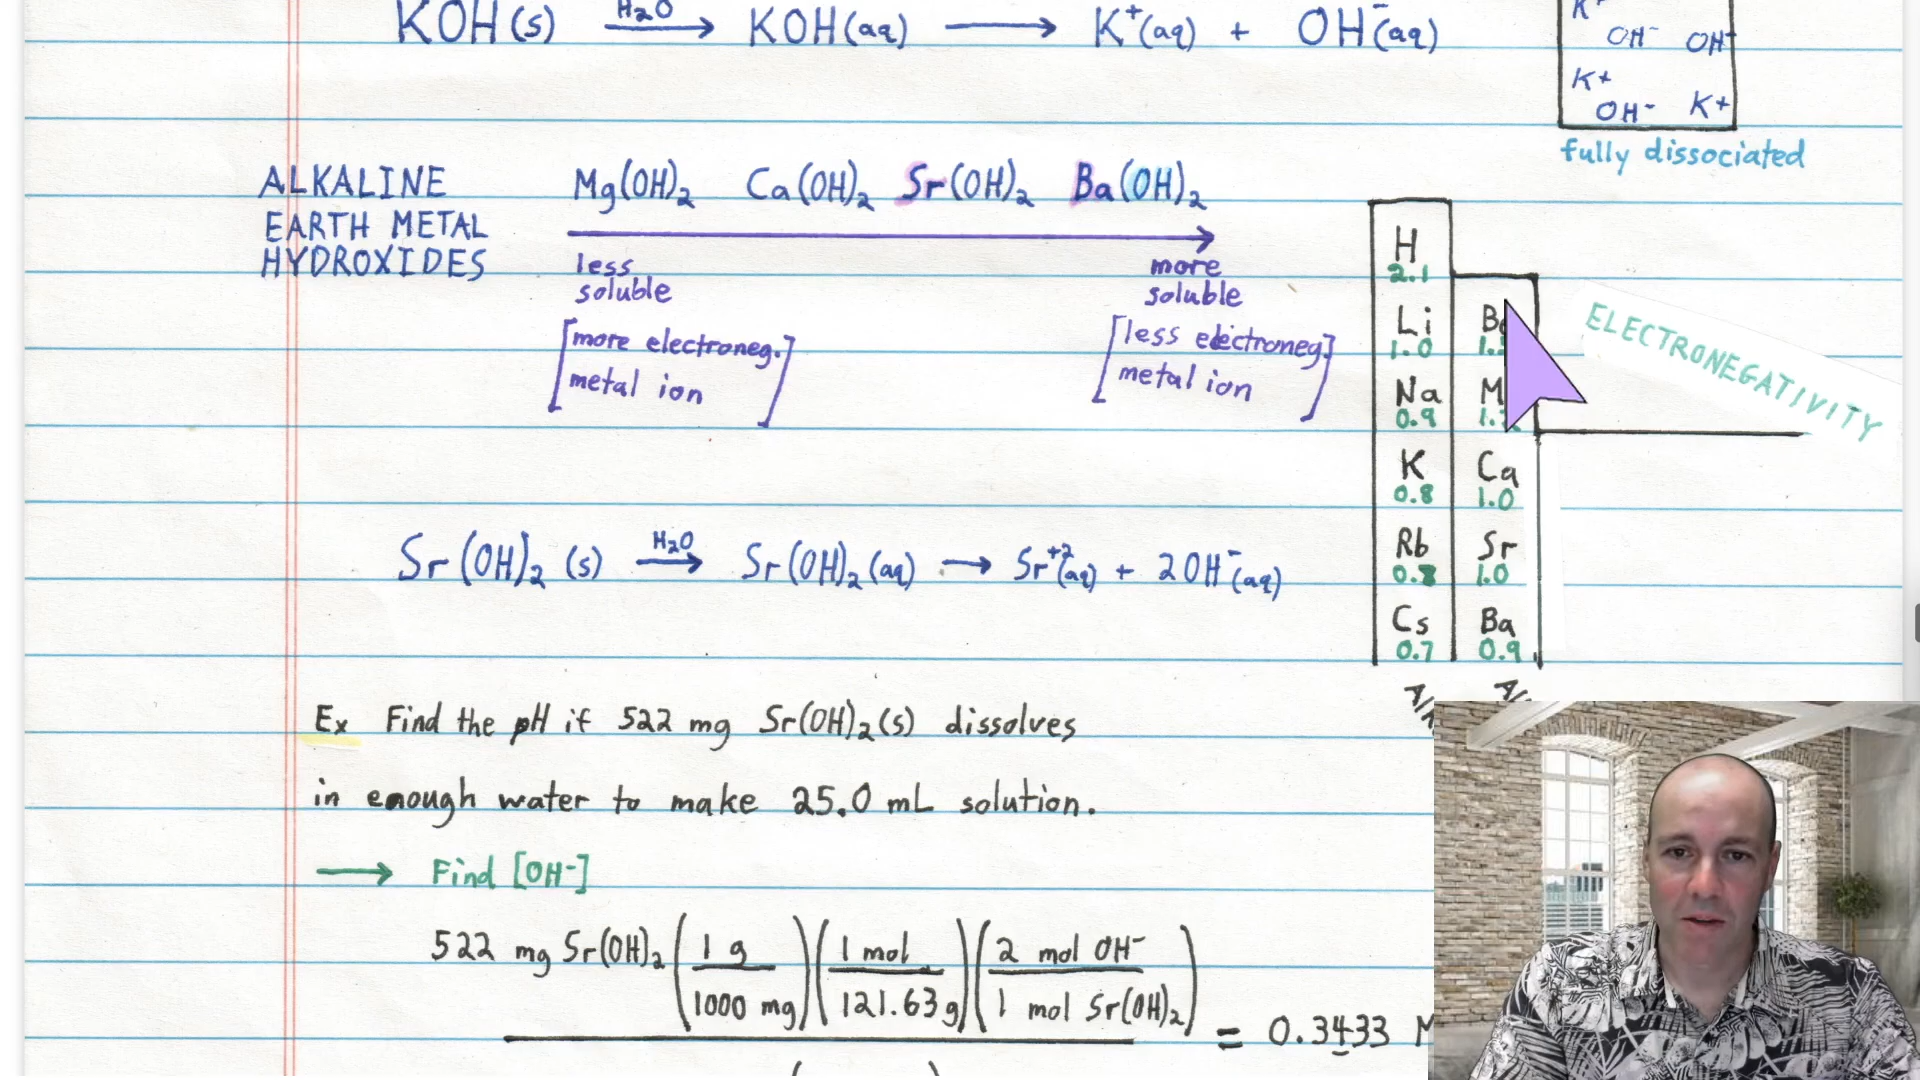 KOH(s) H₂O⟶ KOH(aq) ⟶ K⁺(aq) + OH⁻(aq)
K⁺
OH⁻ OH⁻
K+
OH⁻ K+
fully dissociated
ALKALINE
EARTH METAL
HYDROXIDES
Mg(OH)₂ Ca(OH)₂ Sr(OH)₂ Ba(OH)₂
less
soluble
more
soluble
[more electroneg.
metal ion]
[less electroneg.
metal ion]
H
2.1
Li
1.0
Na
0.9
K Ca
0.8 1.0
Rb Sr
0.8 1.0
Cs Ba
0.7 0.9
ELECTRONEGATIVITY
Sr(OH)₂ (s) H₂O⟶ Sr(OH)₂(aq) ⟶ Sr⁺²(aq) + 2OH⁻(aq)
Ex Find the pH if 522 mg Sr(OH)₂(s) dissolves
in enough water to make 25.0 mL solution.
⟶ Find [OH⁻]
522 mg Sr(OH)₂ (1 g / 1000 mg) (1 mol / 121.63 g) (2 mol OH⁻ / 1 mol Sr(OH)₂) = 0.3433